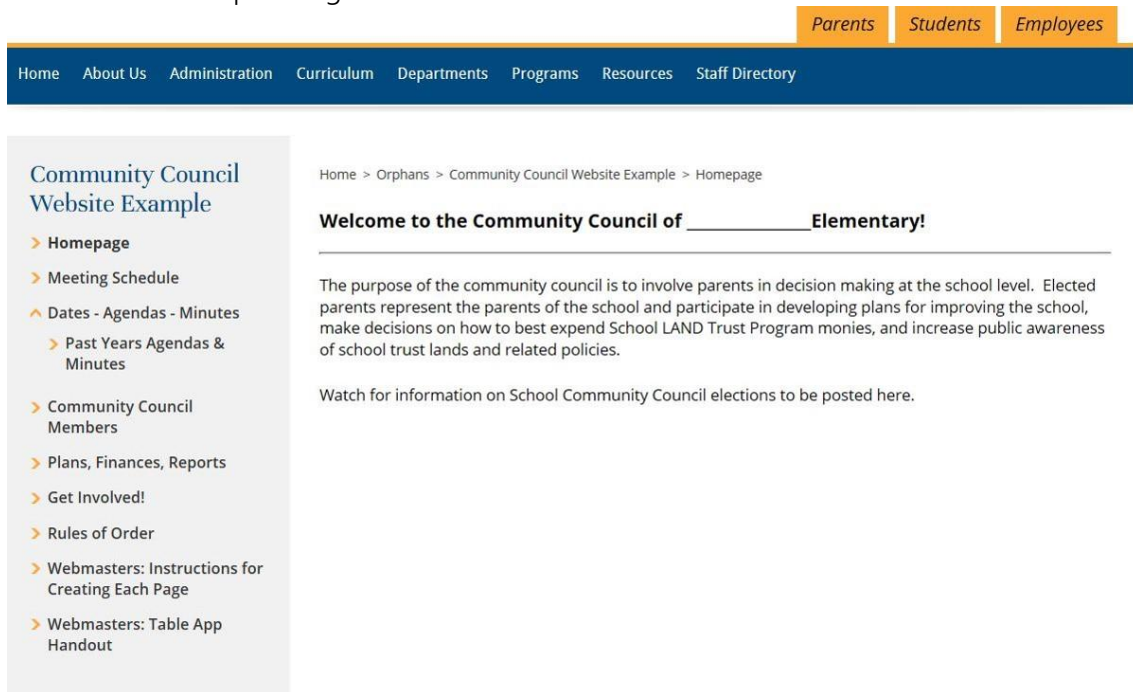 Parents Students Employees
Home About Us Administration Curriculum Departments Programs Resources Staff Directory
Community Council
Website Example
Homepage
Meeting Schedule
Dates - Agendas - Minutes
Past Years Agendas &
Minutes
Community Council
Members
Plans, Finances, Reports
Get Involved!
Rules of Order
Webmasters: Instructions for
Creating Each Page
Webmasters: Table App
Handout
Home > Orphans > Community Council Website Example > Homepage
Welcome to the Community Council of _____________Elementary!
The purpose of the community council is to involve parents in decision making at the school level. Elected
parents represent the parents of the school and participate in developing plans for improving the school,
make decisions on how to best expend School LAND Trust Program monies, and increase public awareness
of school trust lands and related policies.
Watch for information on School Community Council elections to be posted here.